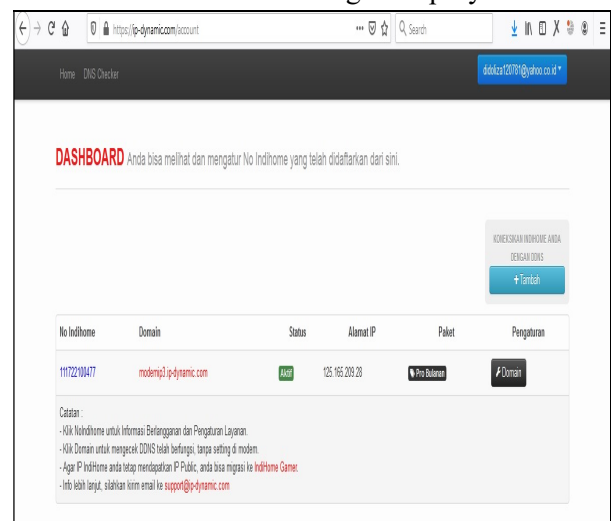 https://ip-dynamic.com/account
Search
Home DNS Checker
didoliza120781@yahoo.co.id
DASHBOARD Anda bisa melihat dan mengatur No Indihome yang telah didaftarkan dari sini.
KONEKSIKAN INDIHOME ANDA
DENGAN DDNS
+ Tambah
No Indihome Domain Status Alamat IP Paket Pengaturan
111722100477 modemip3.ip-dynamic.com Aktif 125.165.209.28 Pro Bulanan Domain
Catatan :
- Klik NoIndihome untuk Informasi Berlangganan dan Pengaturan Layanan.
- Klik Domain untuk mengecek DDNS telah berfungsi, tanpa setting di modem.
- Agar IP IndiHome anda tetap mendapatkan IP Public, anda bisa migrasi ke IndiHome Gamer.
- Info lebih lanjut, silahkan kirim email ke support@ip-dynamic.com